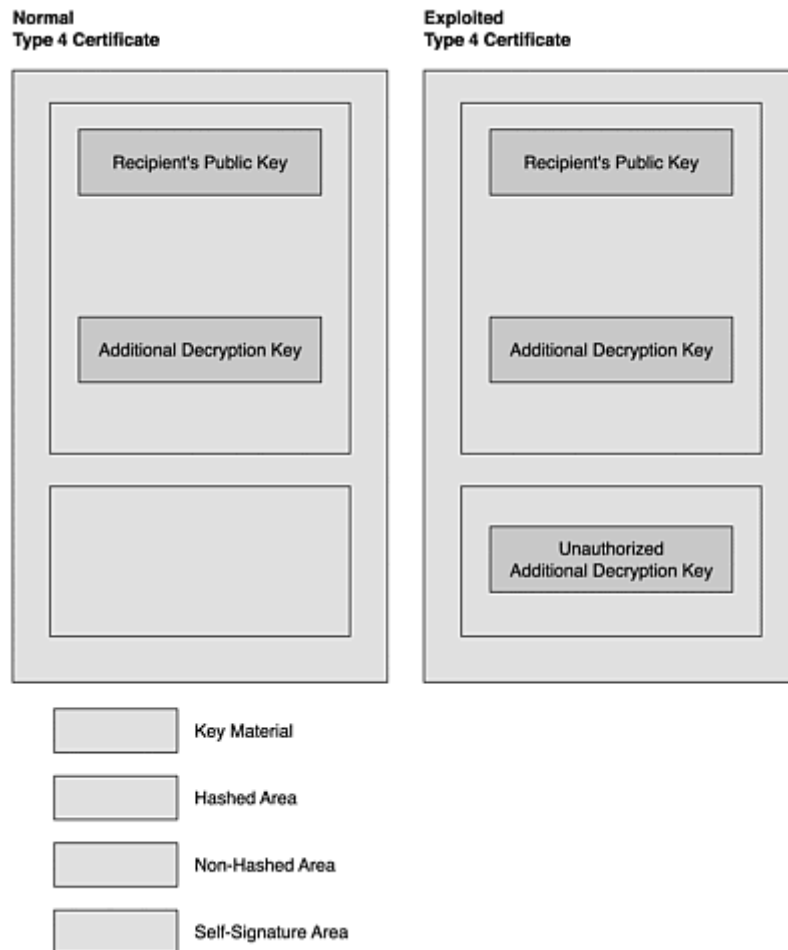 Normal
Type 4 Certificate
Recipient's Public Key
Additional Decryption Key
Exploited
Type 4 Certificate
Recipient's Public Key
Additional Decryption Key
Unauthorized
Additional Decryption Key
Key Material
Hashed Area
Non-Hashed Area
Self-Signature Area